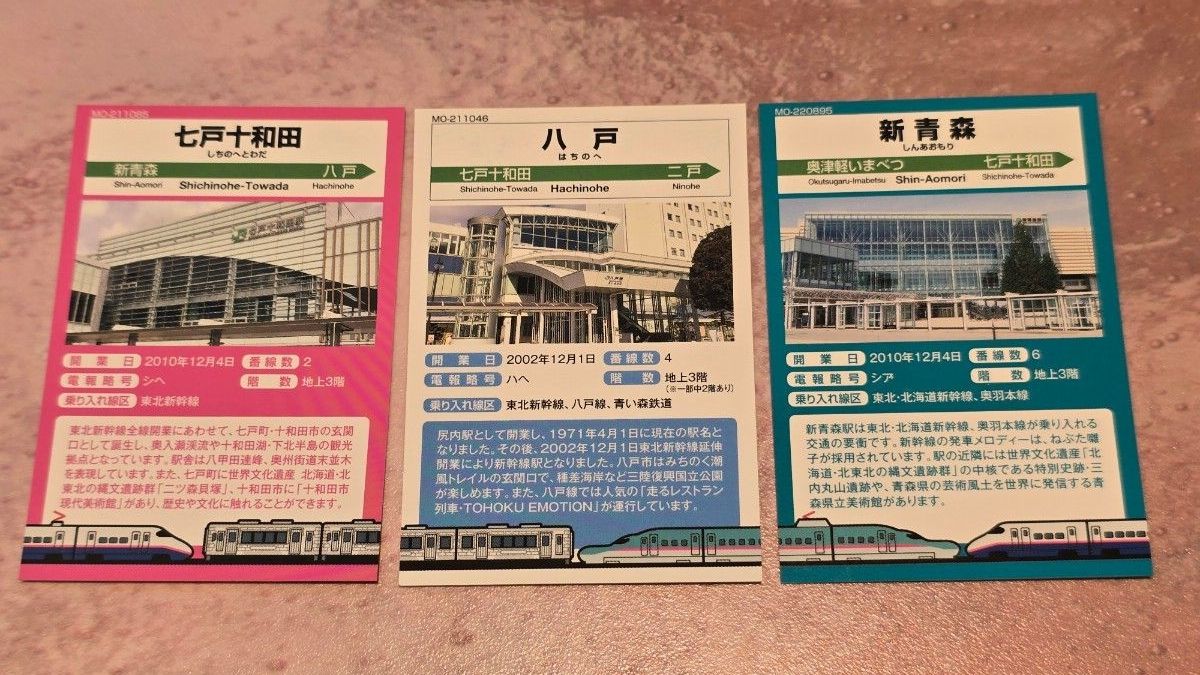 MO-211085
七戸十和田
しちのへとわだ
新青森 八戸
Shin-Aomori Shichinohe-Towada Hachinohe
七戸十和田駅
開業日 2010年12月4日 番線数 2
電報略号 シヘ 階数 地上3階
乗り入れ線区 東北新幹線
東北新幹線全線開業にあわせて、七戸町・十和田市の玄関
口として誕生し、奥入瀬渓流や十和田湖・下北半島の観光
拠点となっています。駅舎は八甲田連峰、奥州街道末並木
を表現しています。また、七戸町に世界文化遺産 北海道・北
東北の縄文遺跡群「二ツ森貝塚」、十和田市に「十和田市
現代美術館」があり、歴史や文化に触れることができます。
MO-211046
八戸
はちのへ
七戸十和田 二戸
Shichinohe-Towada Hachinohe Ninohe
開業日 2002年12月1日 番線数 4
電報略号 ハヘ 階数 地上3階
(※一部中2階あり)
乗り入れ線区 東北新幹線、八戸線、青い森鉄道
尻内駅として開業し、1971年4月1日に現在の駅名と
なりました。その後、2002年12月1日東北新幹線延伸
開業により新幹線駅となりました。八戸市はみちのく潮
風トレイルの玄関口で、種差海岸など三陸復興国立公園
が楽しめます。また、八戸線では人気の「走るレストラン
列車・TOHOKU EMOTION」が運行しています。
MO-220895
新青森
しんあおもり
奥津軽いまべつ 七戸十和田
Okutsugaru-Imabetsu Shin-Aomori Shichinohe-Towada
開業日 2010年12月4日 番線数 6
電報略号 シア 階数 地上3階
乗り入れ線区 東北・北海道新幹線、奥羽本線
新青森駅は東北・北海道新幹線、奥羽本線が乗り入れる
交通の要衝です。新幹線の発車メロディーは、ねぶた囃
子が採用されています。駅の近隣には世界文化遺産「北
海道・北東北の縄文遺跡群」の中核である特別史跡・三
内丸山遺跡や、青森県の芸術風土を世界に発信する青
森県立美術館があります。